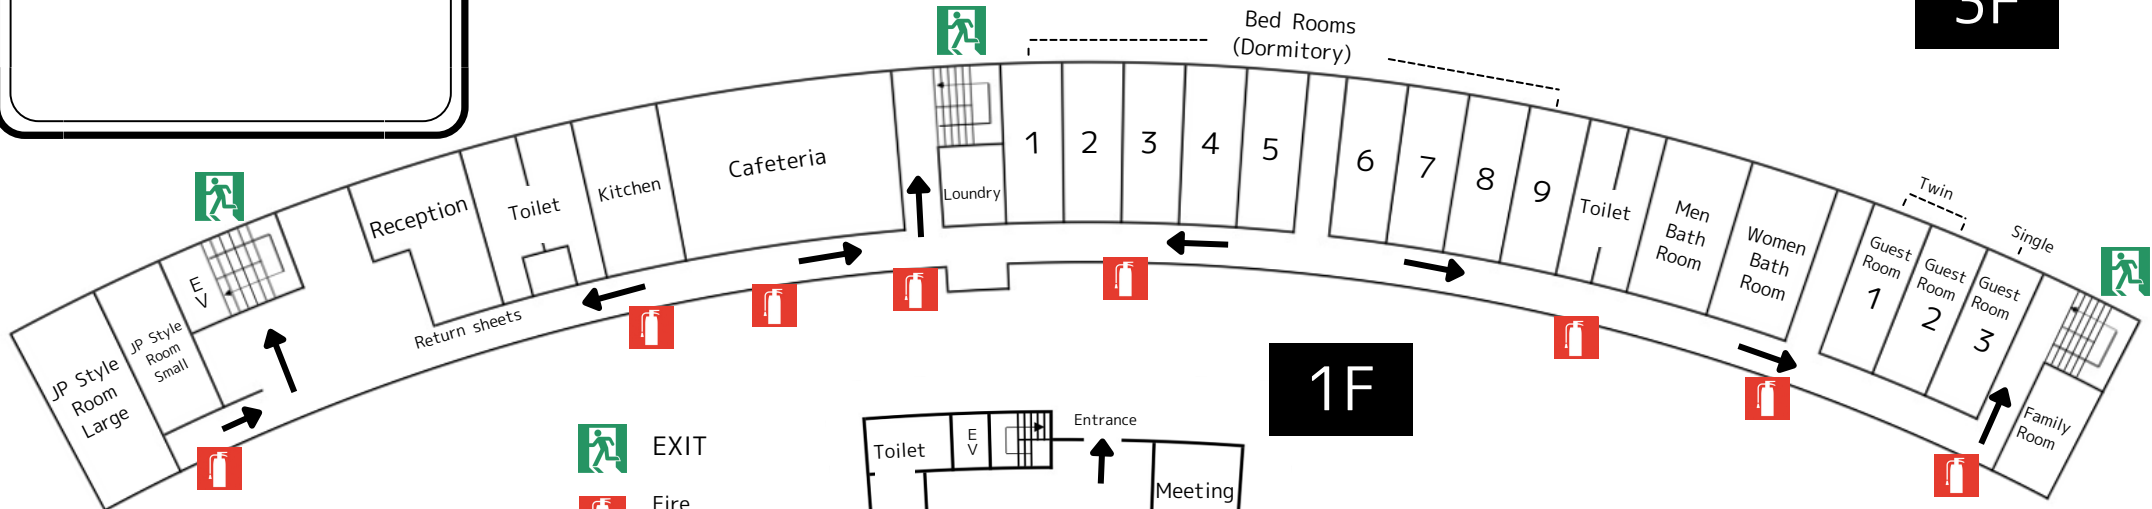 3F
Bed Rooms
(Dormitory)
Cafeteria
Kitchen
Toilet
Reception
Return sheets
E
V
JP Style
Room
Small
JP Style
Room
Large
Loundry
1
2
3
4
5
6
7
8
9
Toilet
Men
Bath
Room
Women
Bath
Room
Twin
Single
Guest
Room
1
Guest
Room
2
Guest
Room
3
Family
Room
1F
EXIT
Fire
Toilet
E
V
Entrance
Meeting